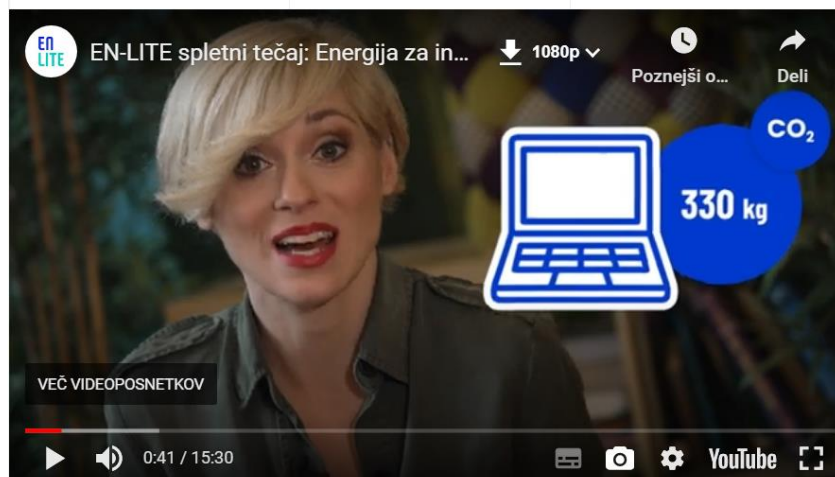 EN
LITE
EN-LITE spletni tečaj: Energija za in...
1080p
Poznejši o...
Deli
CO₂
330 kg
VEČ VIDEOPOSNETKOV
0:41 / 15:30
YouTube